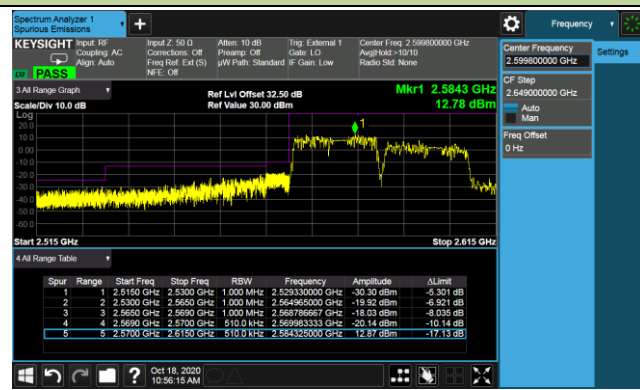 Spectrum Analyzer 1
Spurious Emissions
Frequency
KEYSIGHT Input: RF Input Z: 50 Ω Atten: 10 dB Trig: External 1 Center Freq: 2.599800000 GHz
Coupling: AC Corrections: Off Preamp: Off Gate: LO Avg|Hold:>10/10
Align: Auto Freq Ref: Ext (S) µW Path: Standard IF Gain: Low Radio Std: None
NFE: Off
PASS
Center Frequency
2.599800000 GHz
Settings
CF Step
2.649000000 GHz
Auto
Man
Freq Offset
0 Hz
3 All Range Graph
Ref Lvl Offset 32.50 dB
Mkr1 2.5843 GHz
Scale/Div 10.0 dB
Ref Value 30.00 dBm
12.78 dBm
Log
20.0
10.0
0.00
-10.0
-20.0
-30.0
-40.0
-50.0
-60.0
1
Start 2.515 GHz
Stop 2.615 GHz
4 All Range Table
Spur Range Start Freq Stop Freq RBW Frequency Amplitude ΔLimit
1 1 2.5150 GHz 2.5300 GHz 1.000 MHz 2.529330000 GHz -30.30 dBm -5.301 dB
2 2 2.5300 GHz 2.5650 GHz 1.000 MHz 2.564965000 GHz -19.92 dBm -6.921 dB
3 3 2.5650 GHz 2.5690 GHz 1.000 MHz 2.568786667 GHz -18.03 dBm -8.035 dB
4 4 2.5690 GHz 2.5700 GHz 510.0 kHz 2.569983333 GHz -20.14 dBm -10.14 dB
5 5 2.5700 GHz 2.6150 GHz 510.0 kHz 2.584325000 GHz 12.87 dBm -17.13 dB
Oct 18, 2020
10:56:15 AM